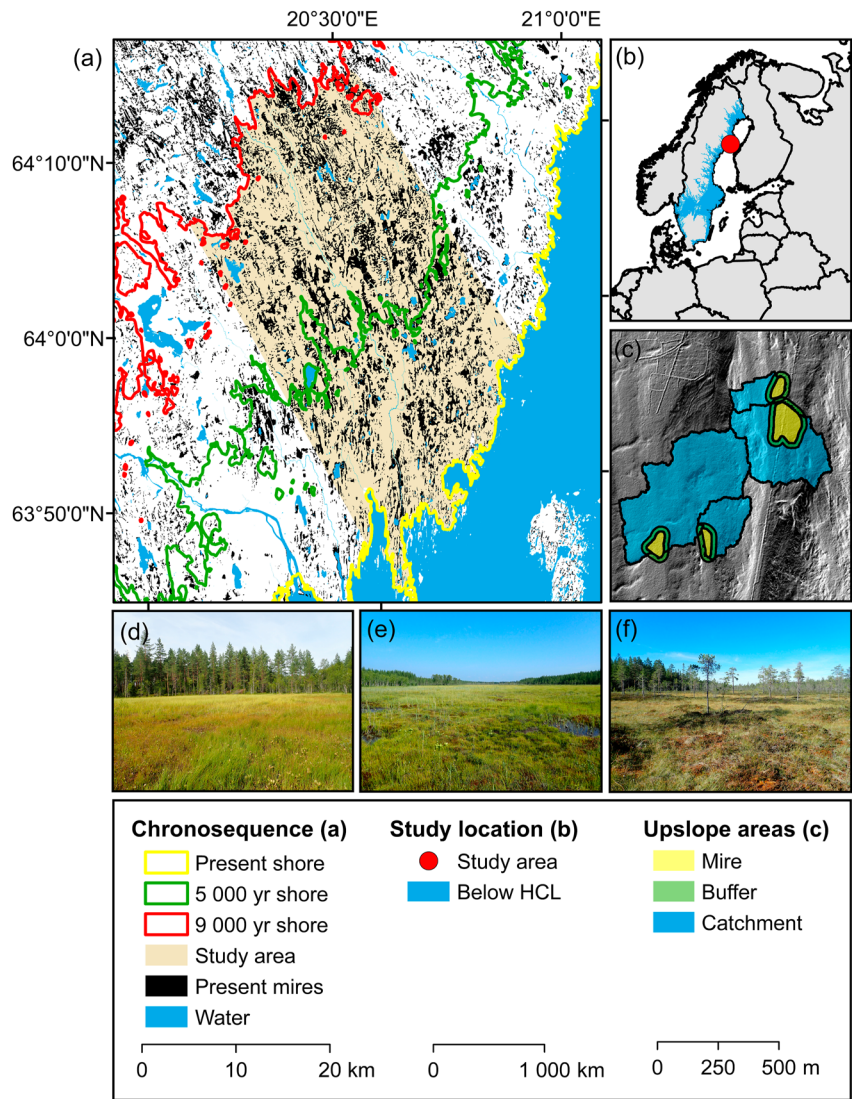 20°30'0"E 21°0'0"E
(a)
64°10'0"N
64°0'0"N
63°50'0"N
(b)
(c)
(d) (e) (f)
Chronosequence (a)
Present shore
5 000 yr shore
9 000 yr shore
Study area
Present mires
Water
0 10 20 km
Study location (b)
Study area
Below HCL
0 1 000 km
Upslope areas (c)
Mire
Buffer
Catchment
0 250 500 m